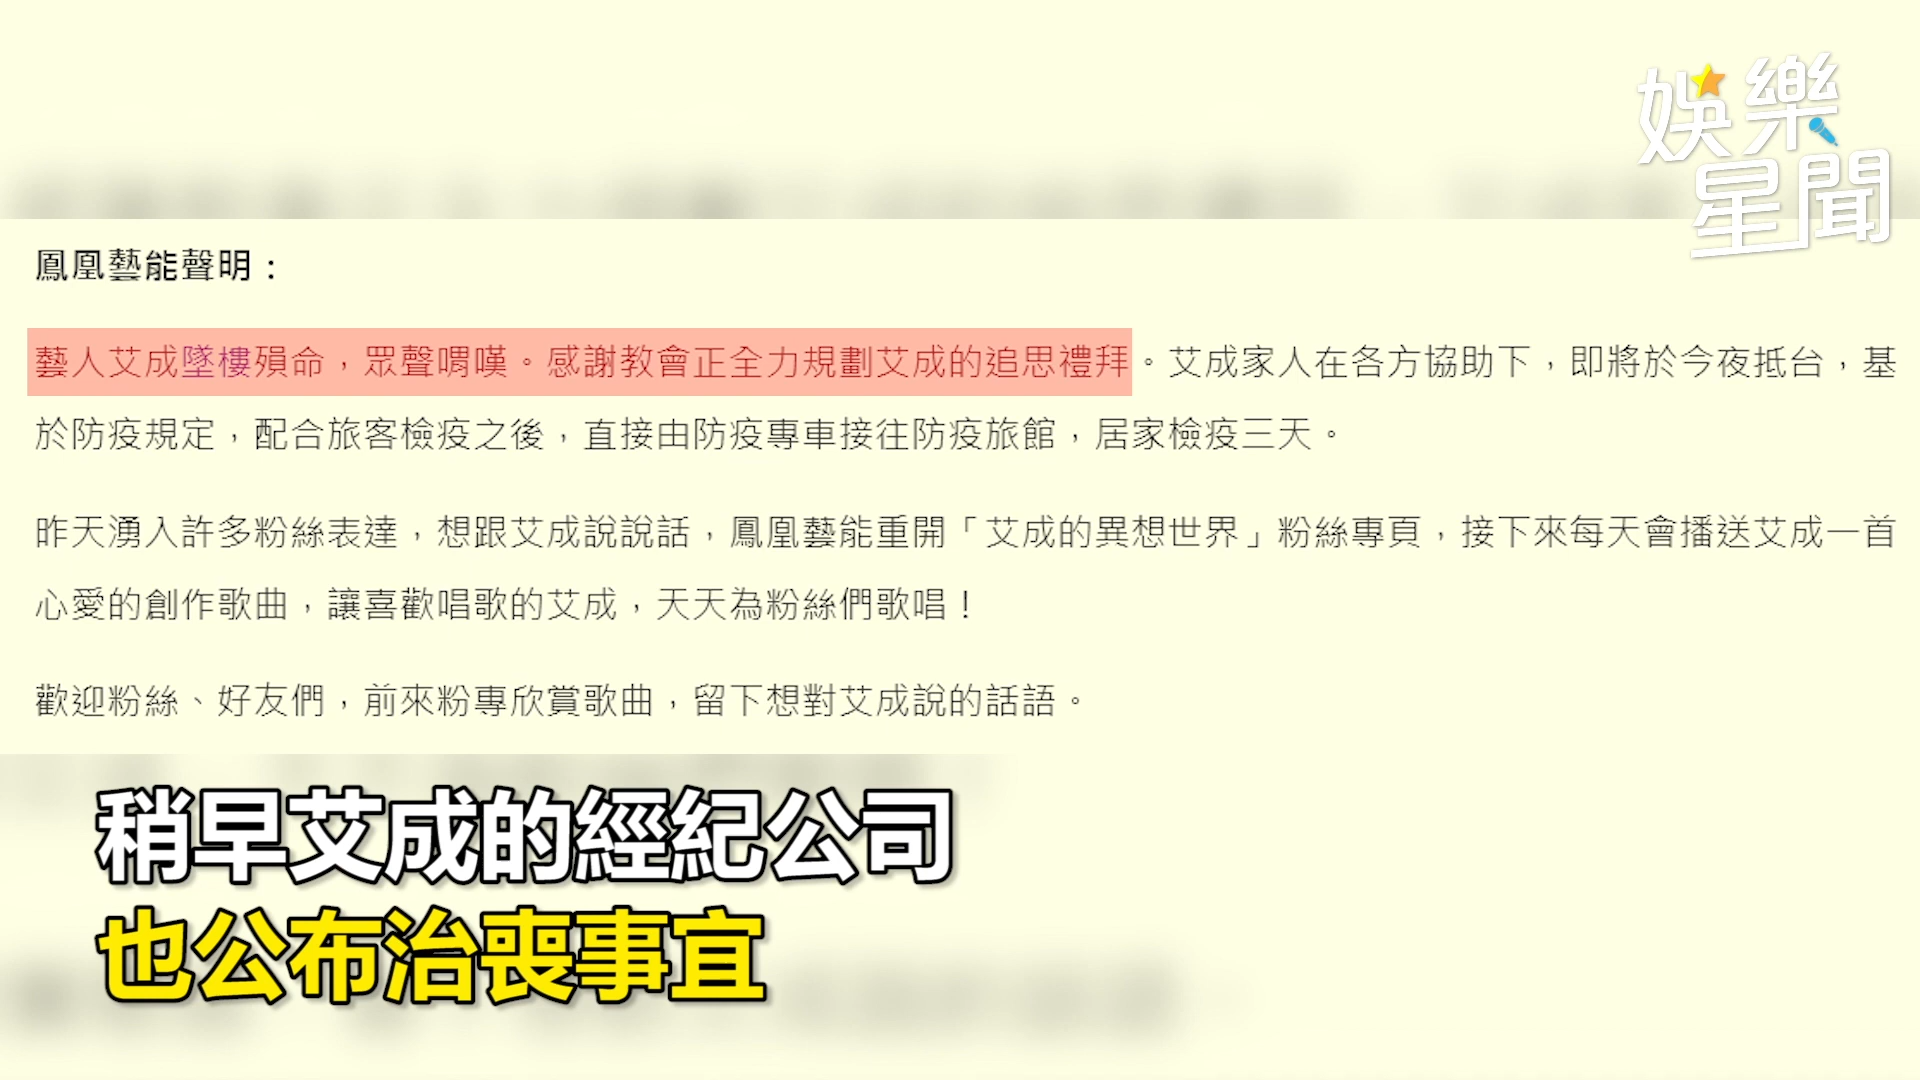 娛樂
星聞
鳳凰藝能聲明：
藝人艾成墜樓殞命，眾聲喟嘆。感謝教會正全力規劃艾成的追思禮拜。艾成家人在各方協助下，即將於今夜抵台，基
於防疫規定，配合旅客檢疫之後，直接由防疫專車接往防疫旅館，居家檢疫三天。
昨天湧入許多粉絲表達，想跟艾成說說話，鳳凰藝能重開「艾成的異想世界」粉絲專頁，接下來每天會播送艾成一首
心愛的創作歌曲，讓喜歡唱歌的艾成，天天為粉絲們歌唱！
歡迎粉絲、好友們，前來粉專欣賞歌曲，留下想對艾成說的話語。
稍早艾成的經紀公司
也公布治喪事宜